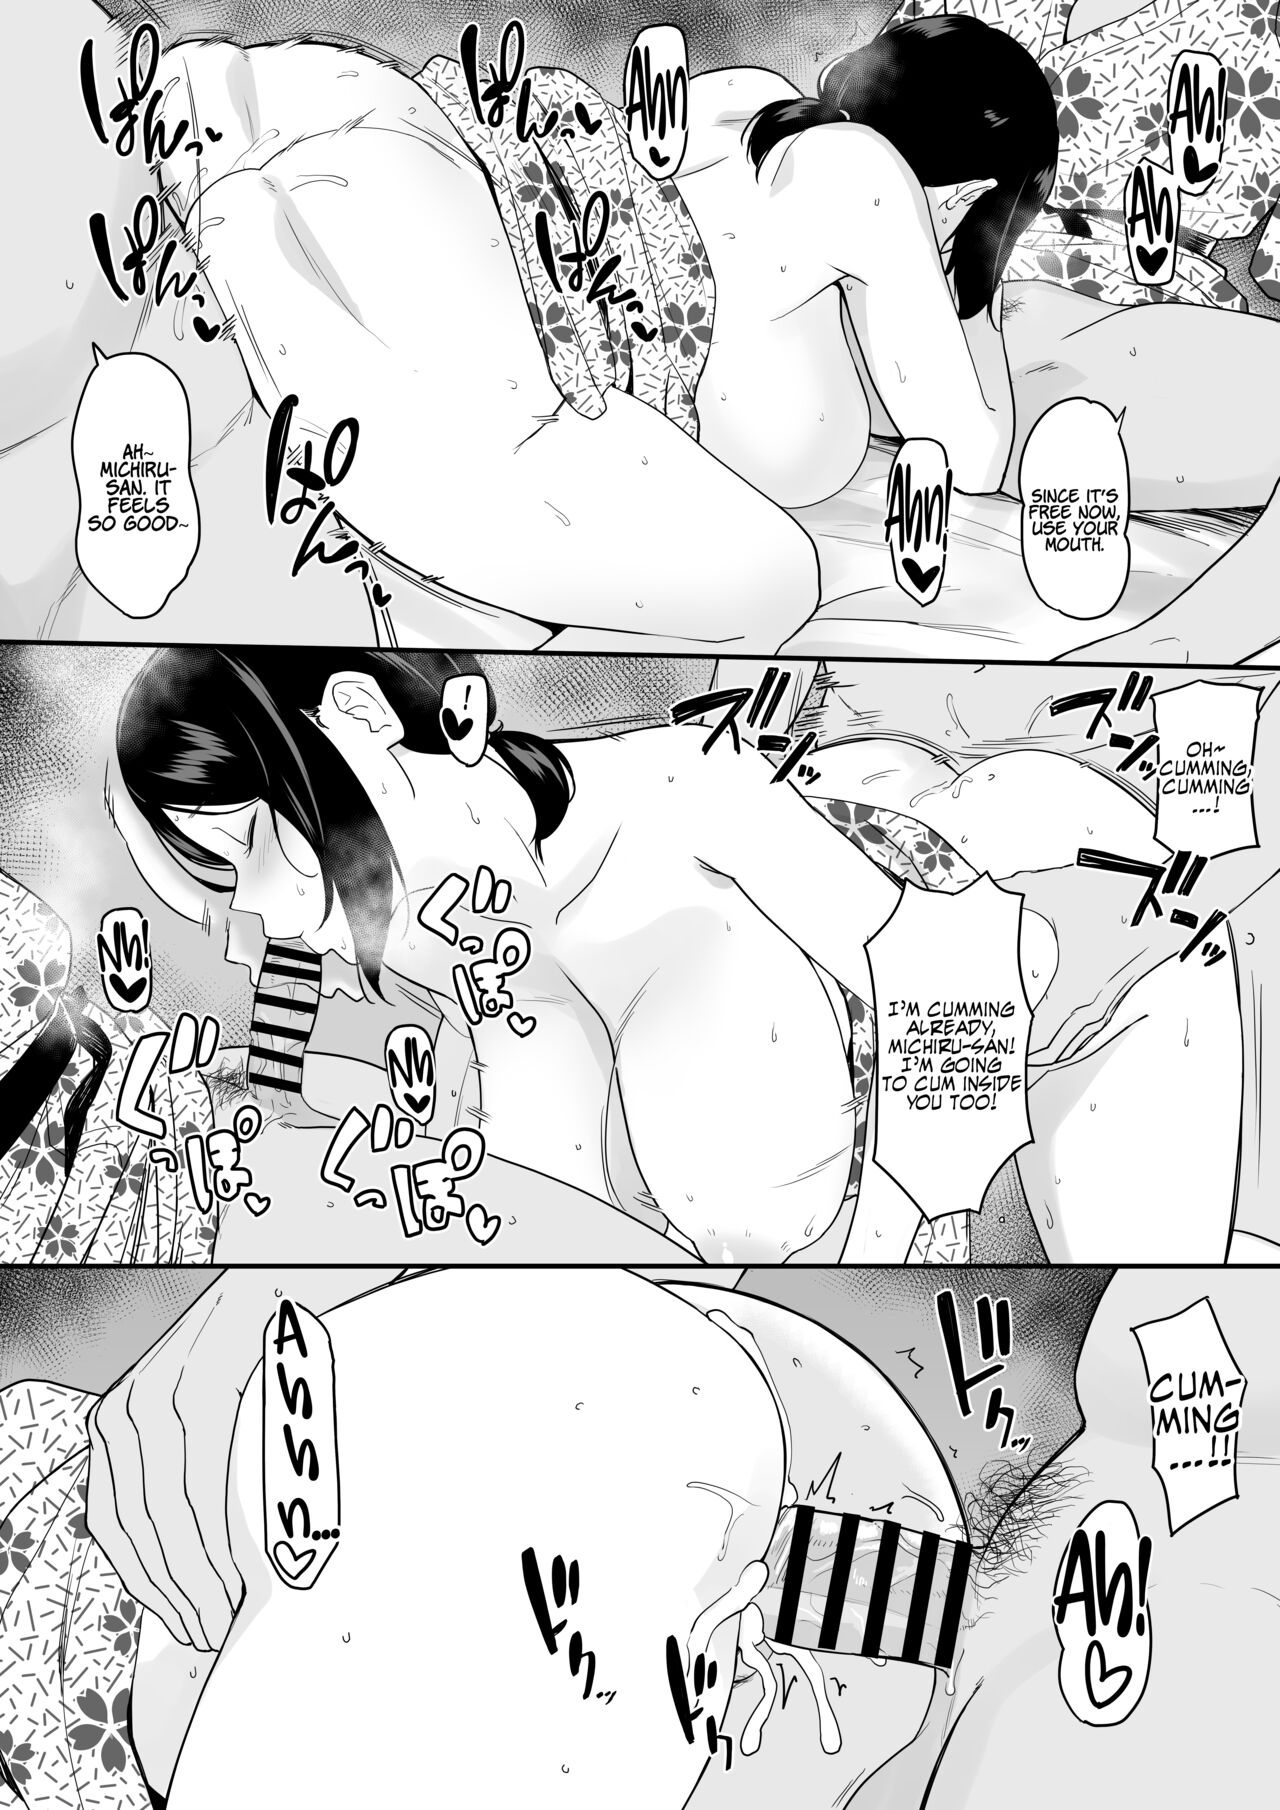 ぱんっ
ぱんっ
Ahn
Ah!
Ah
ぱんっ
ぱんっ
AH~
MICHIRU-
SAN. IT
FEELS
SO GOOD~
ぱんっ
Ahn!
SINCE IT'S
FREE NOW,
USE YOUR
MOUTH.
!
ズンーッ
ズンーッ
OH~
CUMMING,
CUMMING
...!
ズンーッ
Nh!
ぐっぽ
Nh
ぐっぽ
ぐっぽ
I'M CUMMING
ALREADY,
MICHIRU-SAN!
I'M GOING
TO CUM INSIDE
YOU TOO!
Ahhn...
ドクッ
CUM-
MING
...!!
Ah!
ドクッ
ドクッ